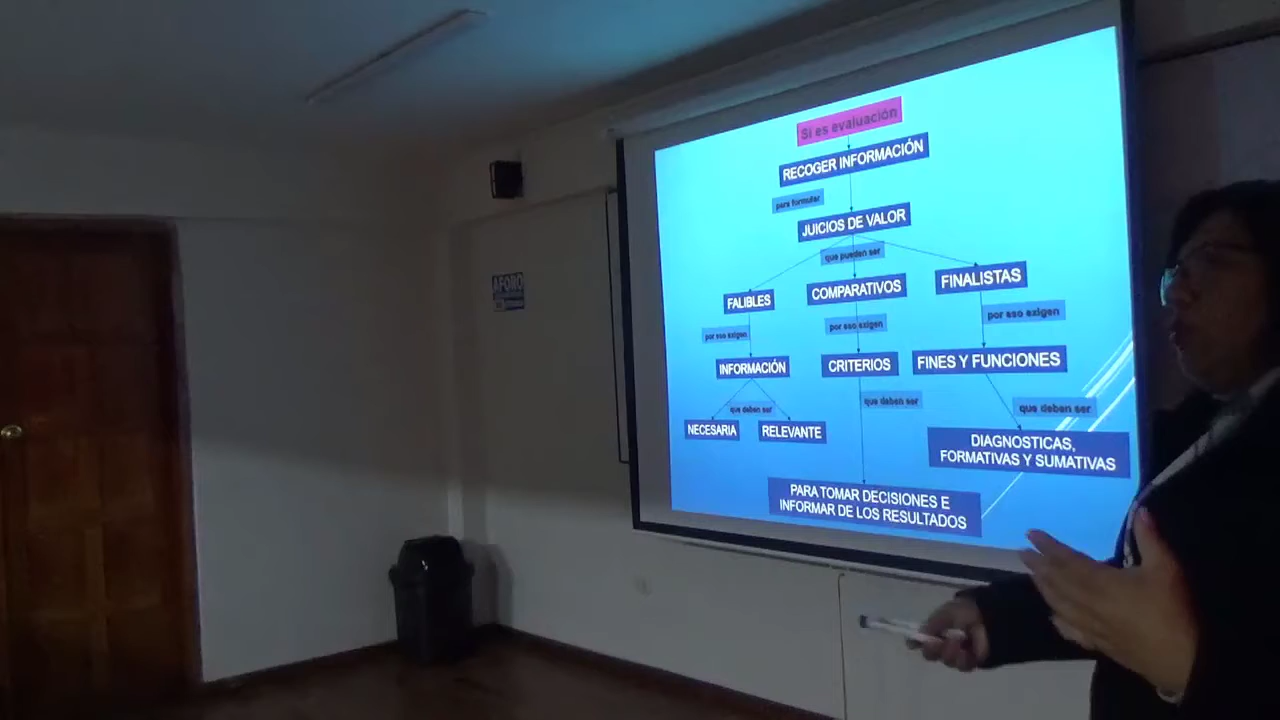 Si es evaluación
RECOGER INFORMACIÓN
para formular
JUICIOS DE VALOR
que pueden ser
FALIBLES
COMPARATIVOS
FINALISTAS
por eso exigen
por eso exigen
por eso exigen
INFORMACIÓN
CRITERIOS
FINES Y FUNCIONES
que deben ser
que deben ser
que deben ser
NECESARIA
RELEVANTE
DIAGNOSTICAS,
FORMATIVAS Y SUMATIVAS
PARA TOMAR DECISIONES E
INFORMAR DE LOS RESULTADOS
AFORO